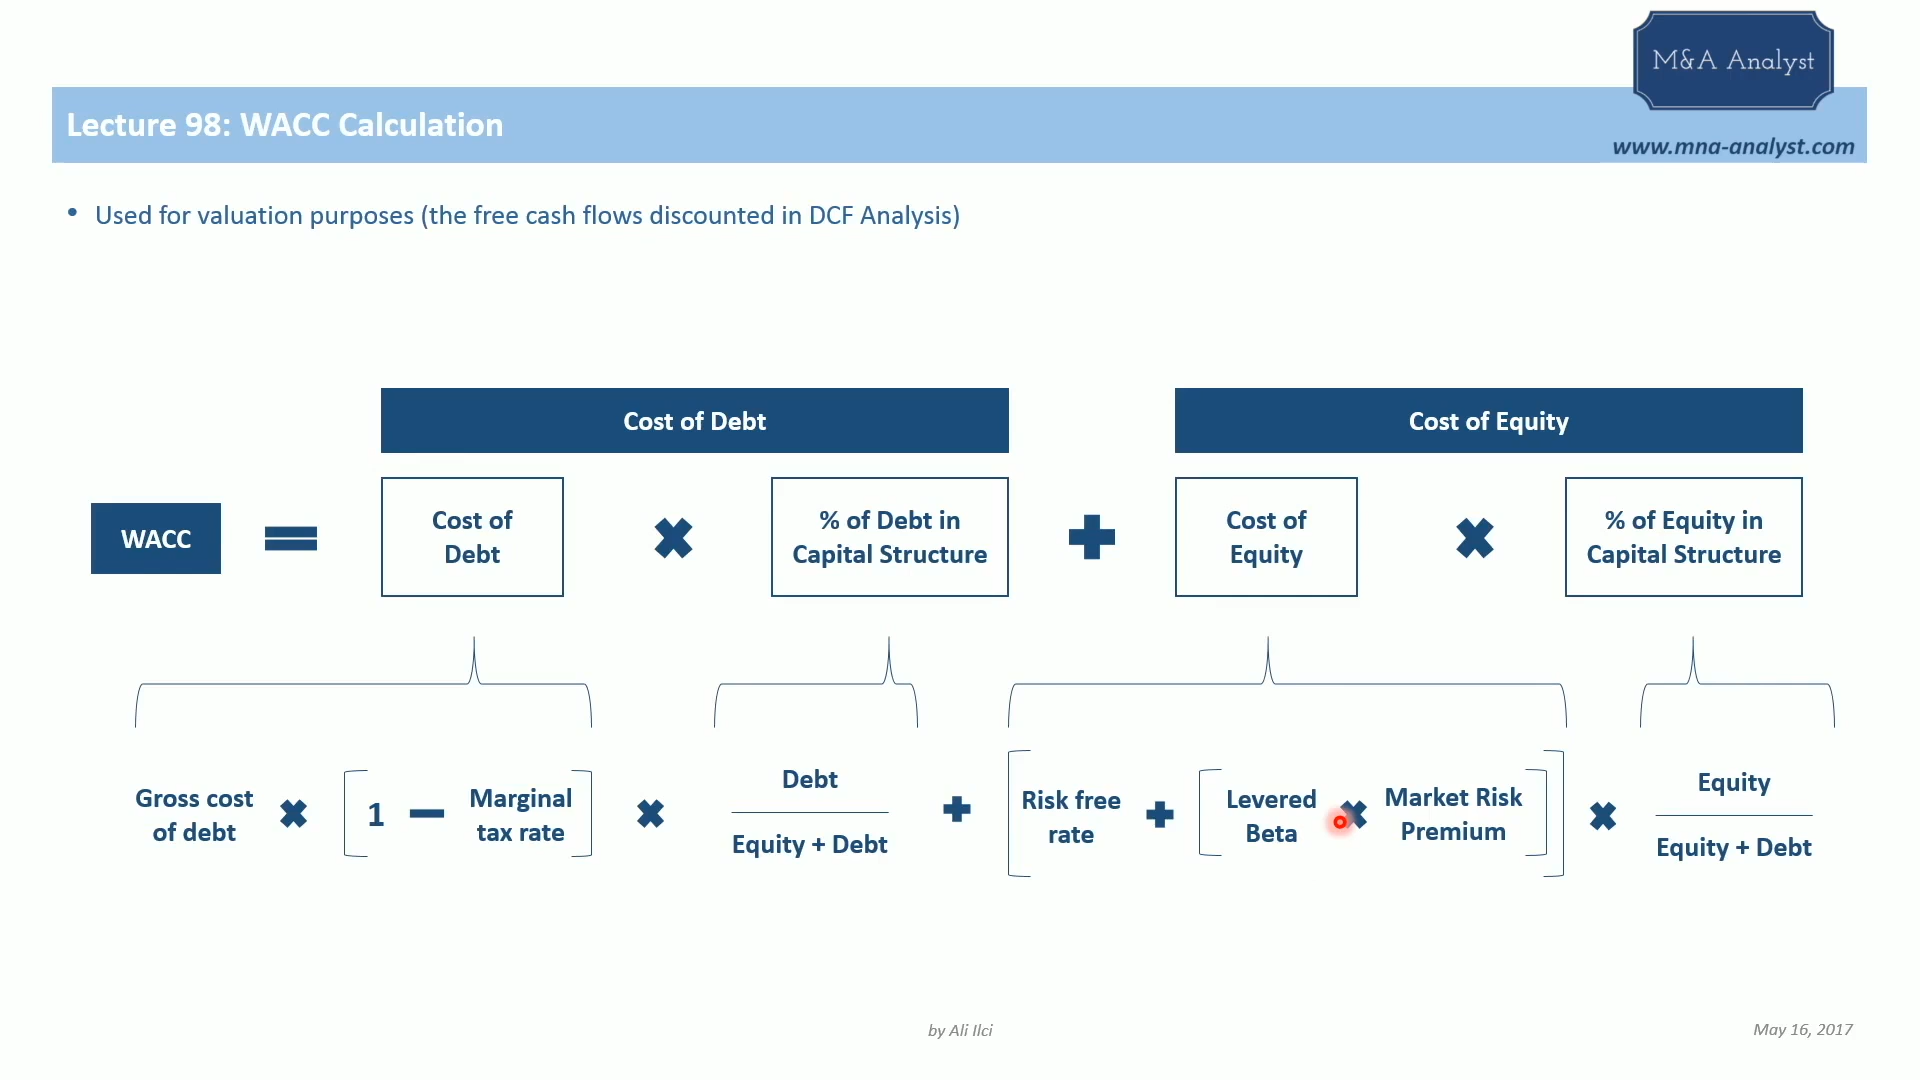 M&A Analyst
Lecture 98: WACC Calculation
www.mna-analyst.com
• Used for valuation purposes (the free cash flows discounted in DCF Analysis)
Cost of Debt
Cost of Equity
WACC
=
Cost of
Debt
×
% of Debt in
Capital Structure
+
Cost of
Equity
×
% of Equity in
Capital Structure
Gross cost
of debt
×
[
1
−
Marginal
tax rate
]
×
Debt
Equity + Debt
+
[
Risk free
rate
+
[
Levered
Beta
×
Market Risk
Premium
]
]
×
Equity
Equity + Debt
by Ali Ilci
May 16, 2017